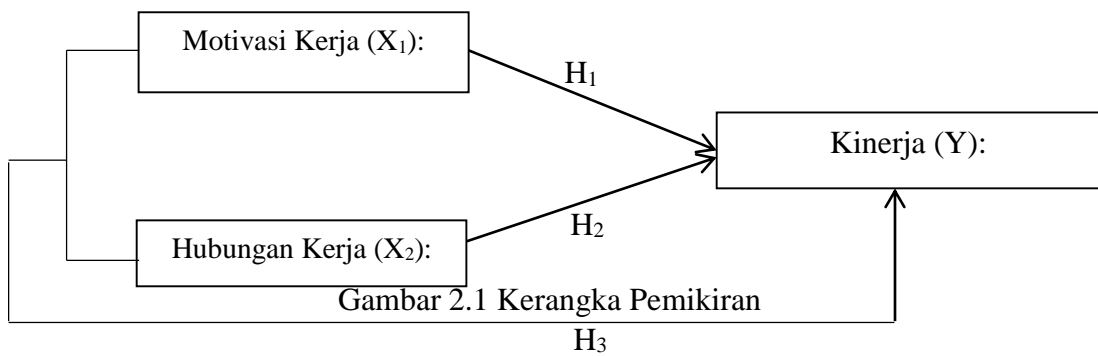 Motivasi Kerja (X₁):
H₁
Kinerja (Y):
H₂
Hubungan Kerja (X₂):
Gambar 2.1 Kerangka Pemikiran
H₃